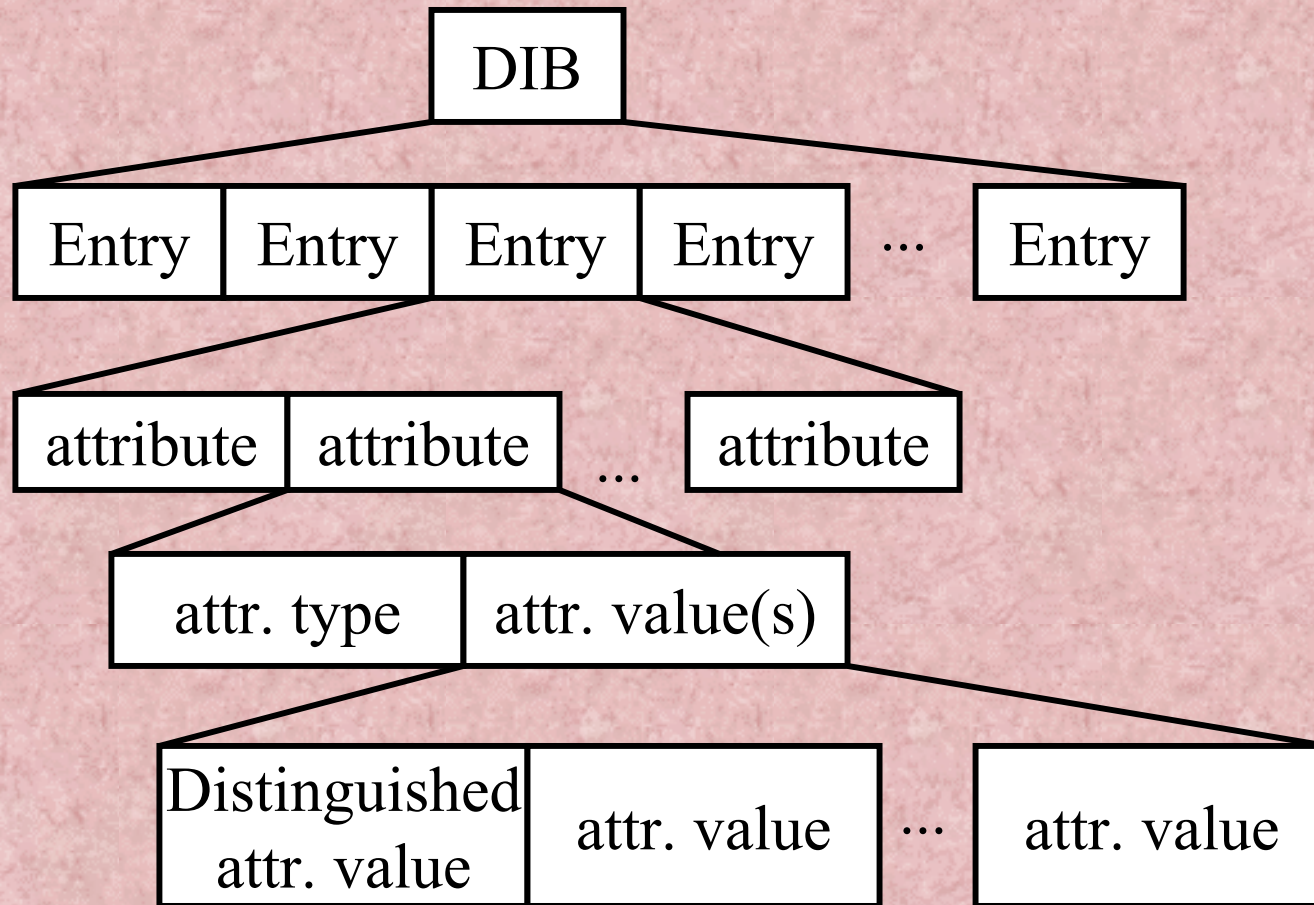 DIB
Entry Entry Entry Entry ... Entry
attribute attribute ... attribute
attr. type attr. value(s)
Distinguished
attr. value attr. value ... attr. value